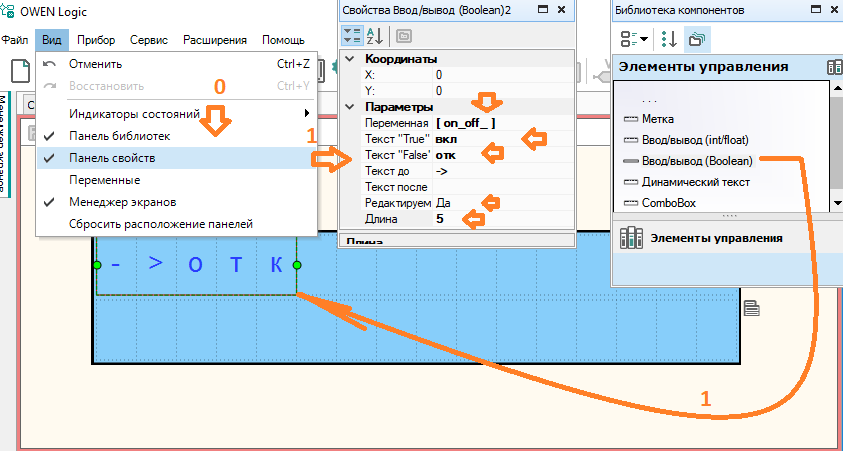 OWEN Logic
Файл Вид Прибор Сервис Расширения Помощь
Отменить Ctrl+Z
Восстановить Ctrl+Y
Индикаторы состояний
Панель библиотек
Панель свойств
Переменные
Менеджер экранов
Сбросить расположение панелей
0
1
Менеджер экранов
Свойства Ввод/вывод (Boolean)2
Координаты
X: 0
Y: 0
Параметры
Переменная [ on_off_ ]
Текст "True" вкл
Текст "False" отк
Текст до ->
Текст после
Редактируем Да
Длина 5
Длина
Библиотека компонентов
Элементы управления
...
Метка
Ввод/вывод (int/float)
Ввод/вывод (Boolean)
Динамический текст
ComboBox
Элементы управления
- > о т к
1